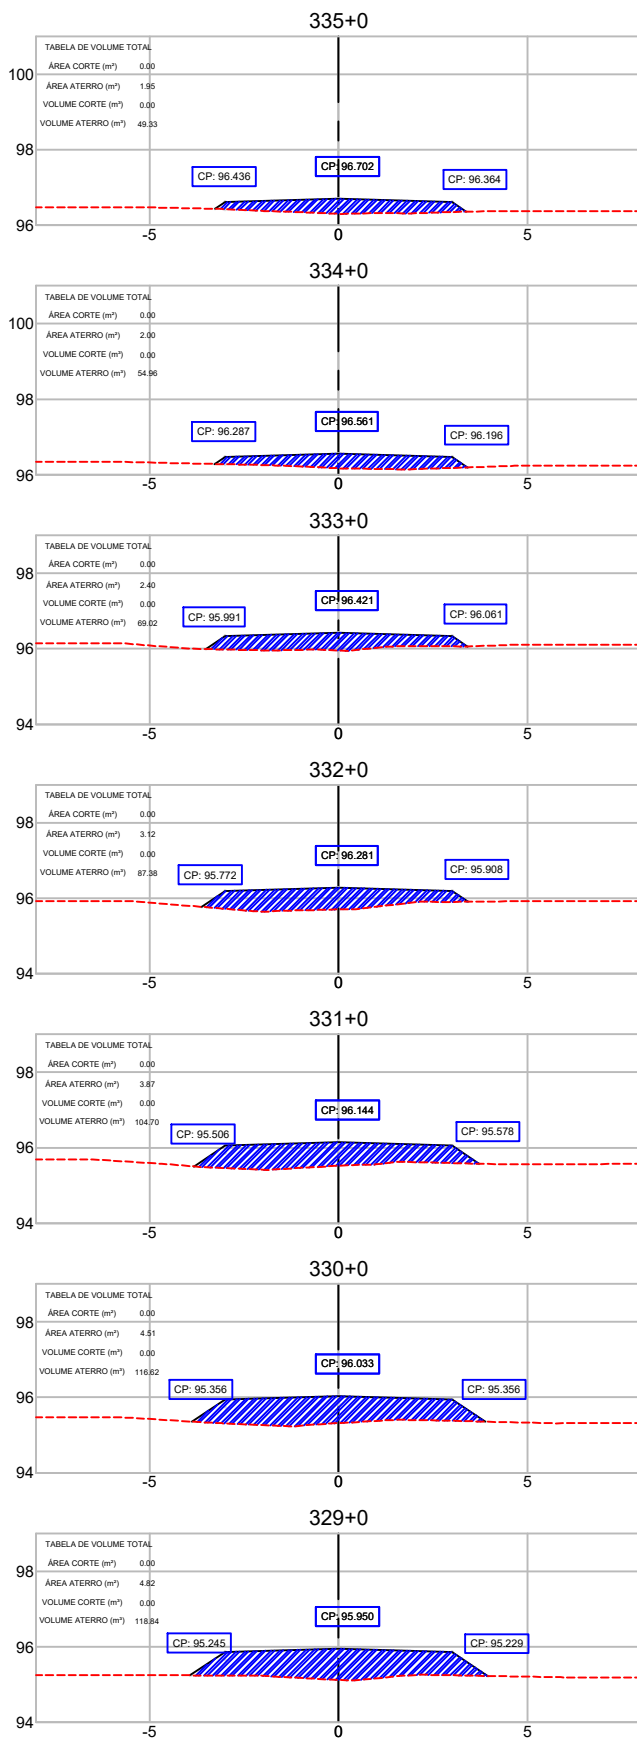 335+0
TABELA DE VOLUME TOTAL
ÁREA CORTE (m²) 0.00
100
ÁREA ATERRO (m²) 1.95
VOLUME CORTE (m³) 0.00
VOLUME ATERRO (m³) 49.33
98
CP: 96.436
CP: 96.702
CP: 96.364
96
-5 0 5
334+0
TABELA DE VOLUME TOTAL
ÁREA CORTE (m²) 0.00
100
ÁREA ATERRO (m²) 2.00
VOLUME CORTE (m³) 0.00
VOLUME ATERRO (m³) 54.96
98
CP: 96.287
CP: 96.561
CP: 96.196
96
-5 0 5
333+0
TABELA DE VOLUME TOTAL
ÁREA CORTE (m²) 0.00
98
ÁREA ATERRO (m²) 2.40
VOLUME CORTE (m³) 0.00
VOLUME ATERRO (m³) 69.02
CP: 95.991
CP: 96.421
CP: 96.061
96
94
-5 0 5
332+0
TABELA DE VOLUME TOTAL
ÁREA CORTE (m²) 0.00
98
ÁREA ATERRO (m²) 3.12
VOLUME CORTE (m³) 0.00
VOLUME ATERRO (m³) 87.38
CP: 95.772
CP: 96.281
CP: 95.908
96
94
-5 0 5
331+0
TABELA DE VOLUME TOTAL
ÁREA CORTE (m²) 0.00
98
ÁREA ATERRO (m²) 3.87
VOLUME CORTE (m³) 0.00
VOLUME ATERRO (m³) 104.70
CP: 95.506
CP: 96.144
CP: 95.578
96
94
-5 0 5
330+0
TABELA DE VOLUME TOTAL
ÁREA CORTE (m²) 0.00
98
ÁREA ATERRO (m²) 4.51
VOLUME CORTE (m³) 0.00
VOLUME ATERRO (m³) 116.62
CP: 95.356
CP: 96.033
CP: 95.356
96
94
-5 0 5
329+0
TABELA DE VOLUME TOTAL
ÁREA CORTE (m²) 0.00
98
ÁREA ATERRO (m²) 4.82
VOLUME CORTE (m³) 0.00
VOLUME ATERRO (m³) 118.84
CP: 95.245
CP: 95.950
CP: 95.229
96
94
-5 0 5